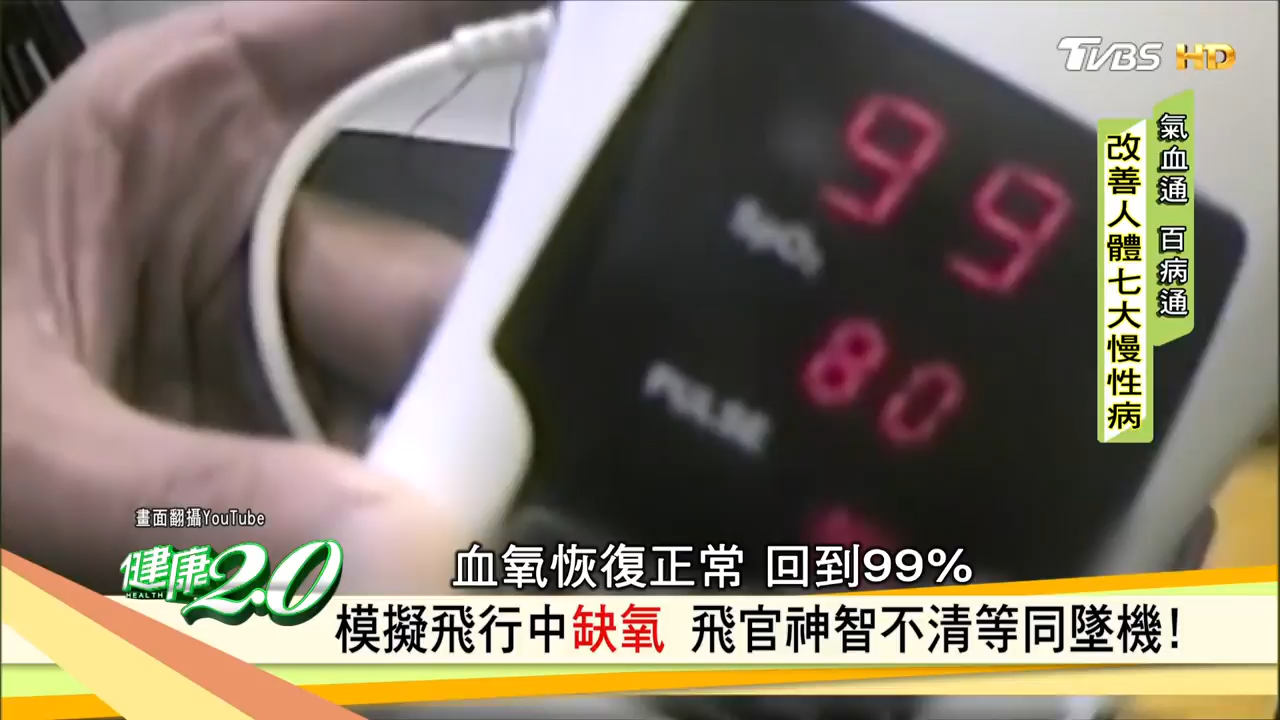 TVBS HD
氣血通 百病通
改善人體七大慢性病
99
SpO₂
80
PULSE
畫面翻攝YouTube
健康2.0
HEALTH
血氧恢復正常 回到99%
模擬飛行中缺氧 飛官神智不清等同墜機!